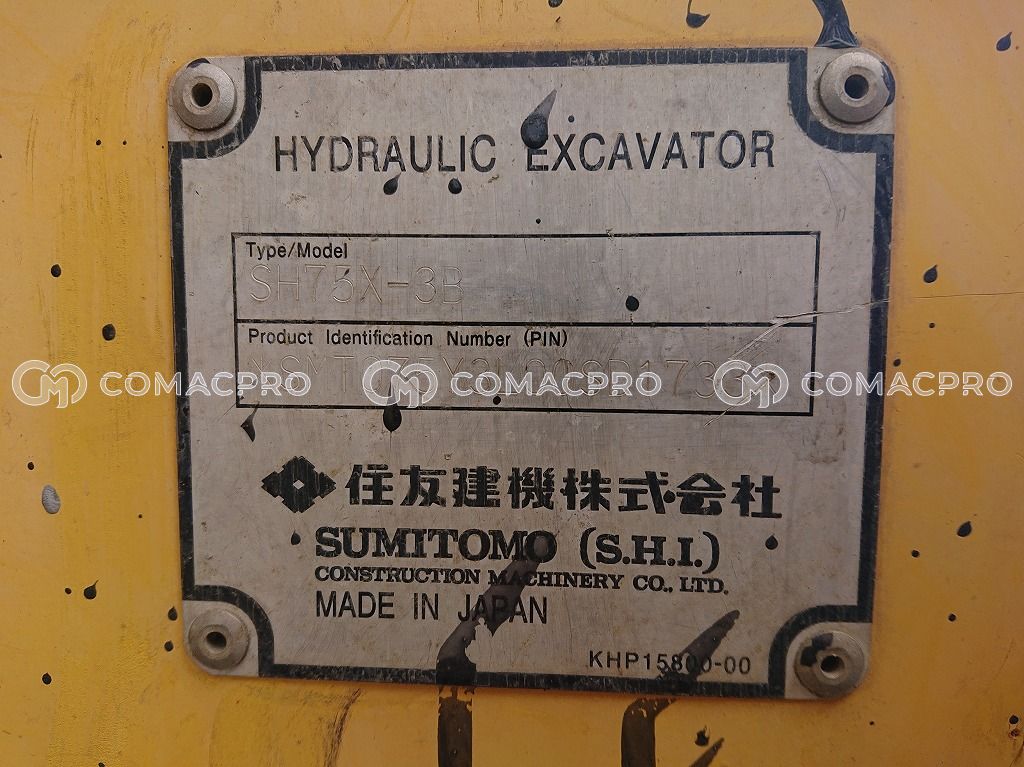 HYDRAULIC EXCAVATOR
Type/Model
SH75X-3B
Product Identification Number (PIN)
COMACPRO COMACPRO COMACPRO
住友建機株式会社
SUMITOMO (S.H.I.)
CONSTRUCTION MACHINERY CO., LTD.
MADE IN JAPAN
KHP15800-00